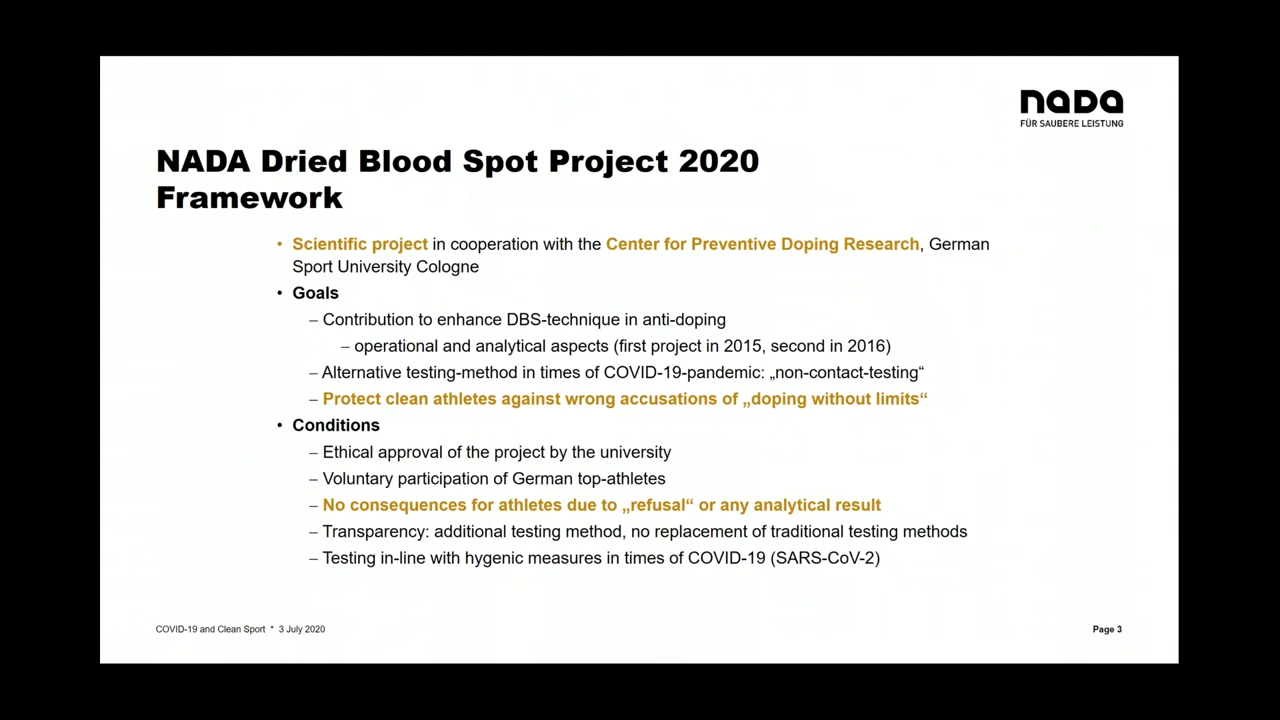 naDa
FÜR SAUBERE LEISTUNG
NADA Dried Blood Spot Project 2020
Framework
• Scientific project in cooperation with the Center for Preventive Doping Research, German
Sport University Cologne
• Goals
– Contribution to enhance DBS-technique in anti-doping
– operational and analytical aspects (first project in 2015, second in 2016)
– Alternative testing-method in times of COVID-19-pandemic: „non-contact-testing“
– Protect clean athletes against wrong accusations of „doping without limits“
• Conditions
– Ethical approval of the project by the university
– Voluntary participation of German top-athletes
– No consequences for athletes due to „refusal“ or any analytical result
– Transparency: additional testing method, no replacement of traditional testing methods
– Testing in-line with hygenic measures in times of COVID-19 (SARS-CoV-2)
COVID-19 and Clean Sport * 3 July 2020
Page 3